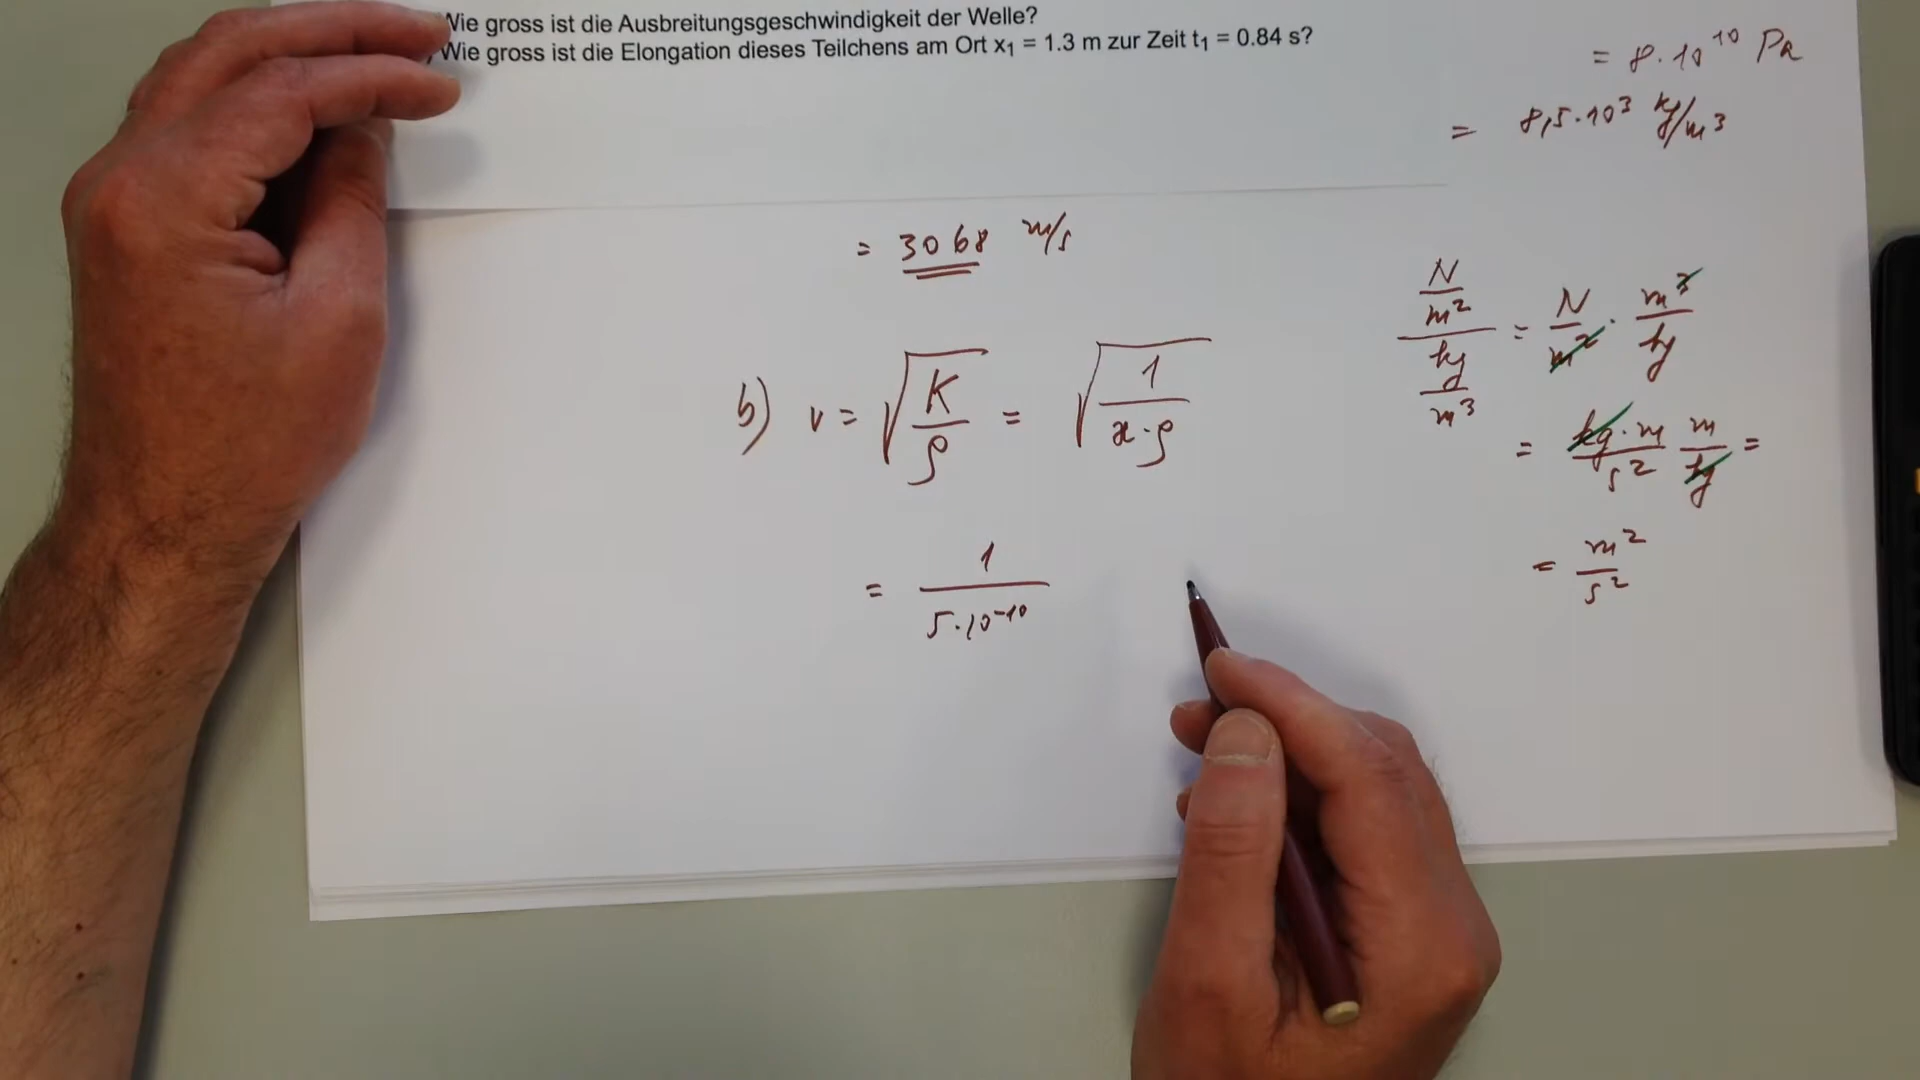 Wie gross ist die Ausbreitungsgeschwindigkeit der Welle?
Wie gross ist die Elongation dieses Teilchens am Ort x₁ = 1.3 m zur Zeit t₁ = 0.84 s?
= 8·10¹⁰ Pa
= 8,5·10³ kg/m³
= 3068 m/s
b) v = √(K/ρ) = √(1/(ϰ·ρ))
= 1/(5·10⁻¹⁰)
(N/m²)/(kg/m³) = N/m² · m³/kg
= kg·m/s² m/kg =
= m²/s²